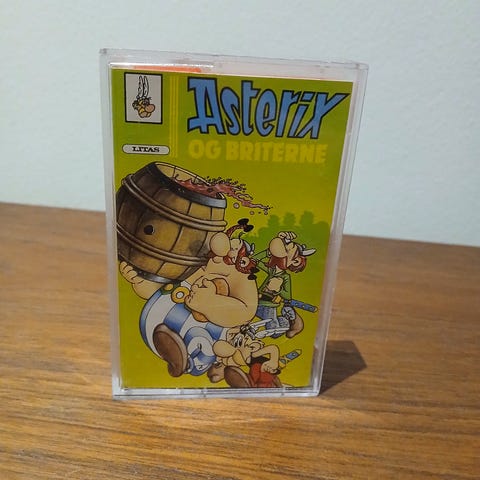 Asterix
OG BRITERNE
LITAS